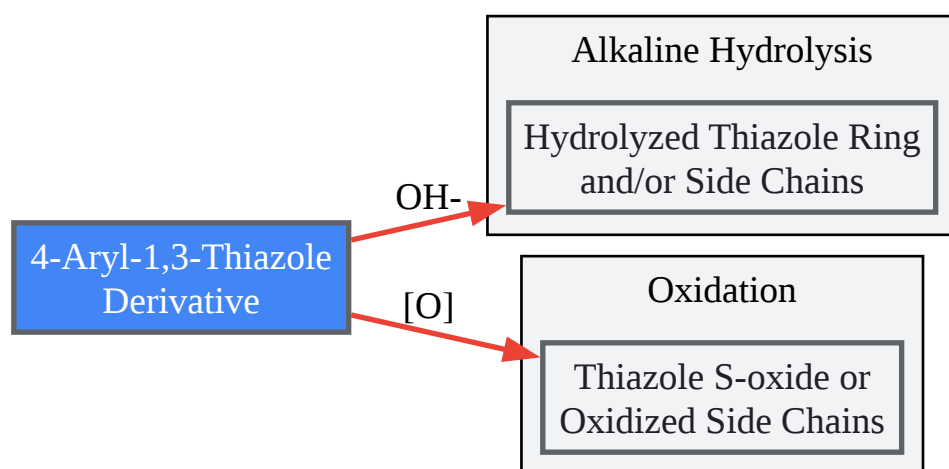 Alkaline Hydrolysis
Hydrolyzed Thiazole Ring
and/or Side Chains
OH-
4-Aryl-1,3-Thiazole
Derivative
[O]
Oxidation
Thiazole S-oxide or
Oxidized Side Chains